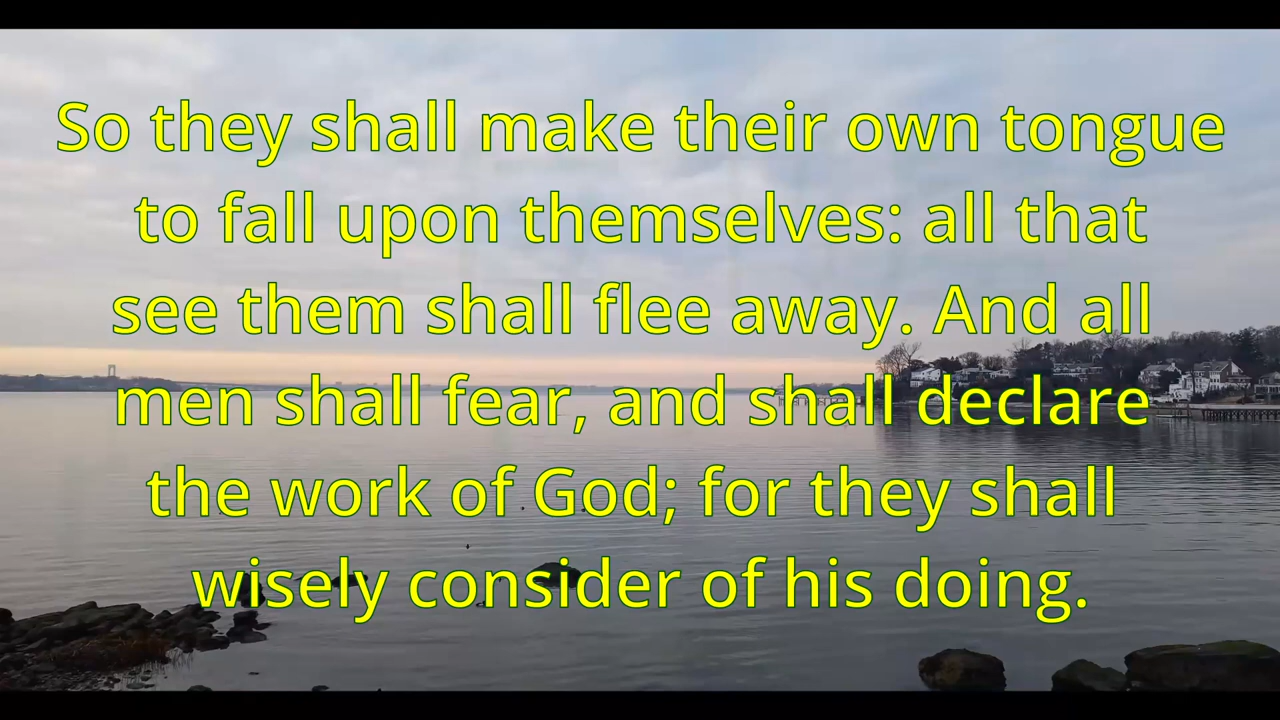 So they shall make their own tongue
to fall upon themselves: all that
see them shall flee away. And all
men shall fear, and shall declare
the work of God; for they shall
wisely consider of his doing.